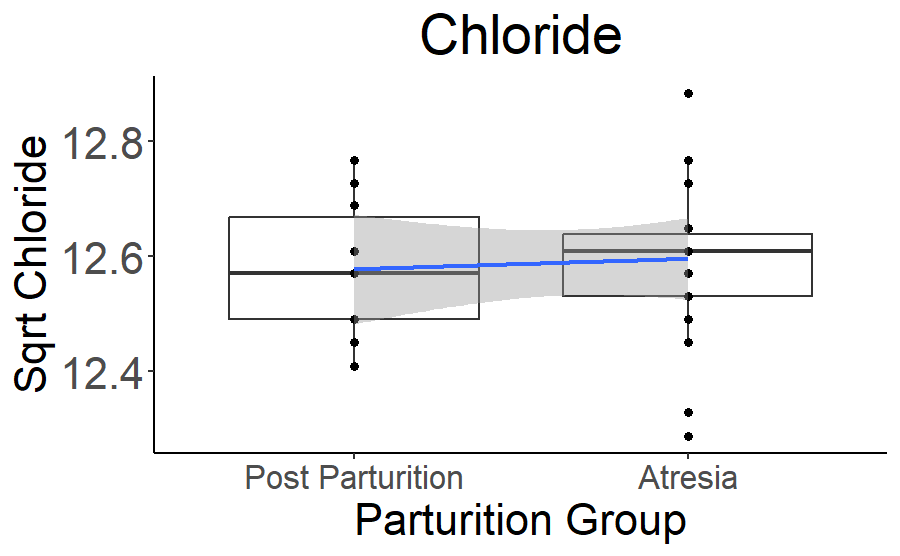 Chloride
Sqrt Chloride
12.8
12.6
12.4
Post Parturition
Atresia
Parturition Group